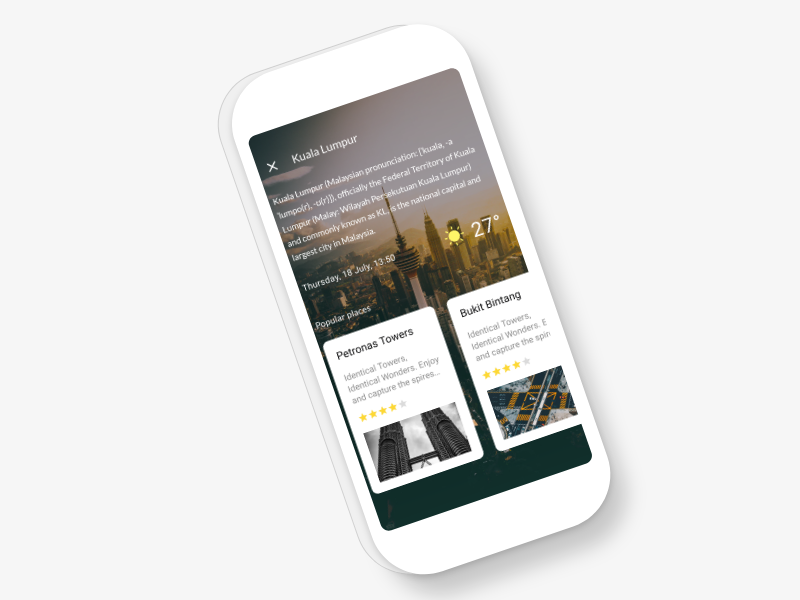 Kuala Lumpur
Kuala Lumpur (Malaysian pronunciation: ['kuala, -a
'lumpo(r), -ʊ(r)]), officially the Federal Territory of Kuala
Lumpur (Malay: Wilayah Persekutuan Kuala Lumpur)
and commonly known as KL, is the national capital and
largest city in Malaysia.
27°
Thursday, 18 July, 13:50
Popular places
Petronas Towers
Identical Towers,
Identical Wonders. Enjoy
and capture the spires...
Bukit Bintang
Identical Towers,
Identical Wonders. E
and capture the spin